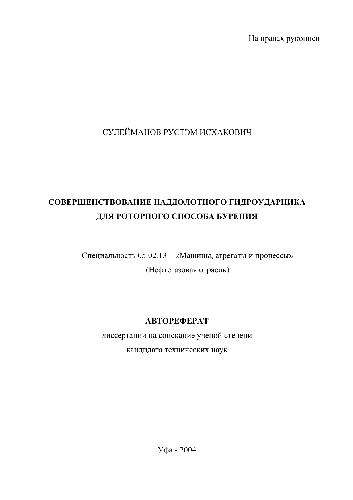 На правах рукописи
СУЛЕЙМАНОВ РУСТЭМ ИСХАКОВИЧ
СОВЕРШЕНСТВОВАНИЕ НАДДОЛОТНОГО ГИДРОУДАРНИКА
ДЛЯ РОТОРНОГО СПОСОБА БУРЕНИЯ
Специальность 05.02.13 – «Машины, агрегаты и процессы»
(Нефтегазовая отрасль)
АВТОРЕФЕРАТ
диссертации на соискание ученой степени
кандидата технических наук
Уфа - 2004